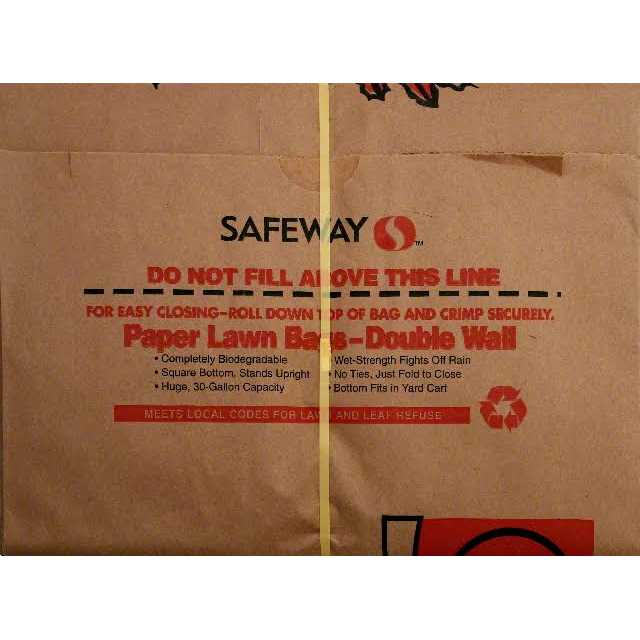 SAFEWAY TM
DO NOT FILL ABOVE THIS LINE
FOR EASY CLOSING–ROLL DOWN TOP OF BAG AND CRIMP SECURELY.
Paper Lawn Bags–Double Wall
• Completely Biodegradable
• Square Bottom, Stands Upright
• Huge, 30-Gallon Capacity
• Wet-Strength Fights Off Rain
• No Ties, Just Fold to Close
• Bottom Fits in Yard Cart
MEETS LOCAL CODES FOR LAWN AND LEAF REFUSE